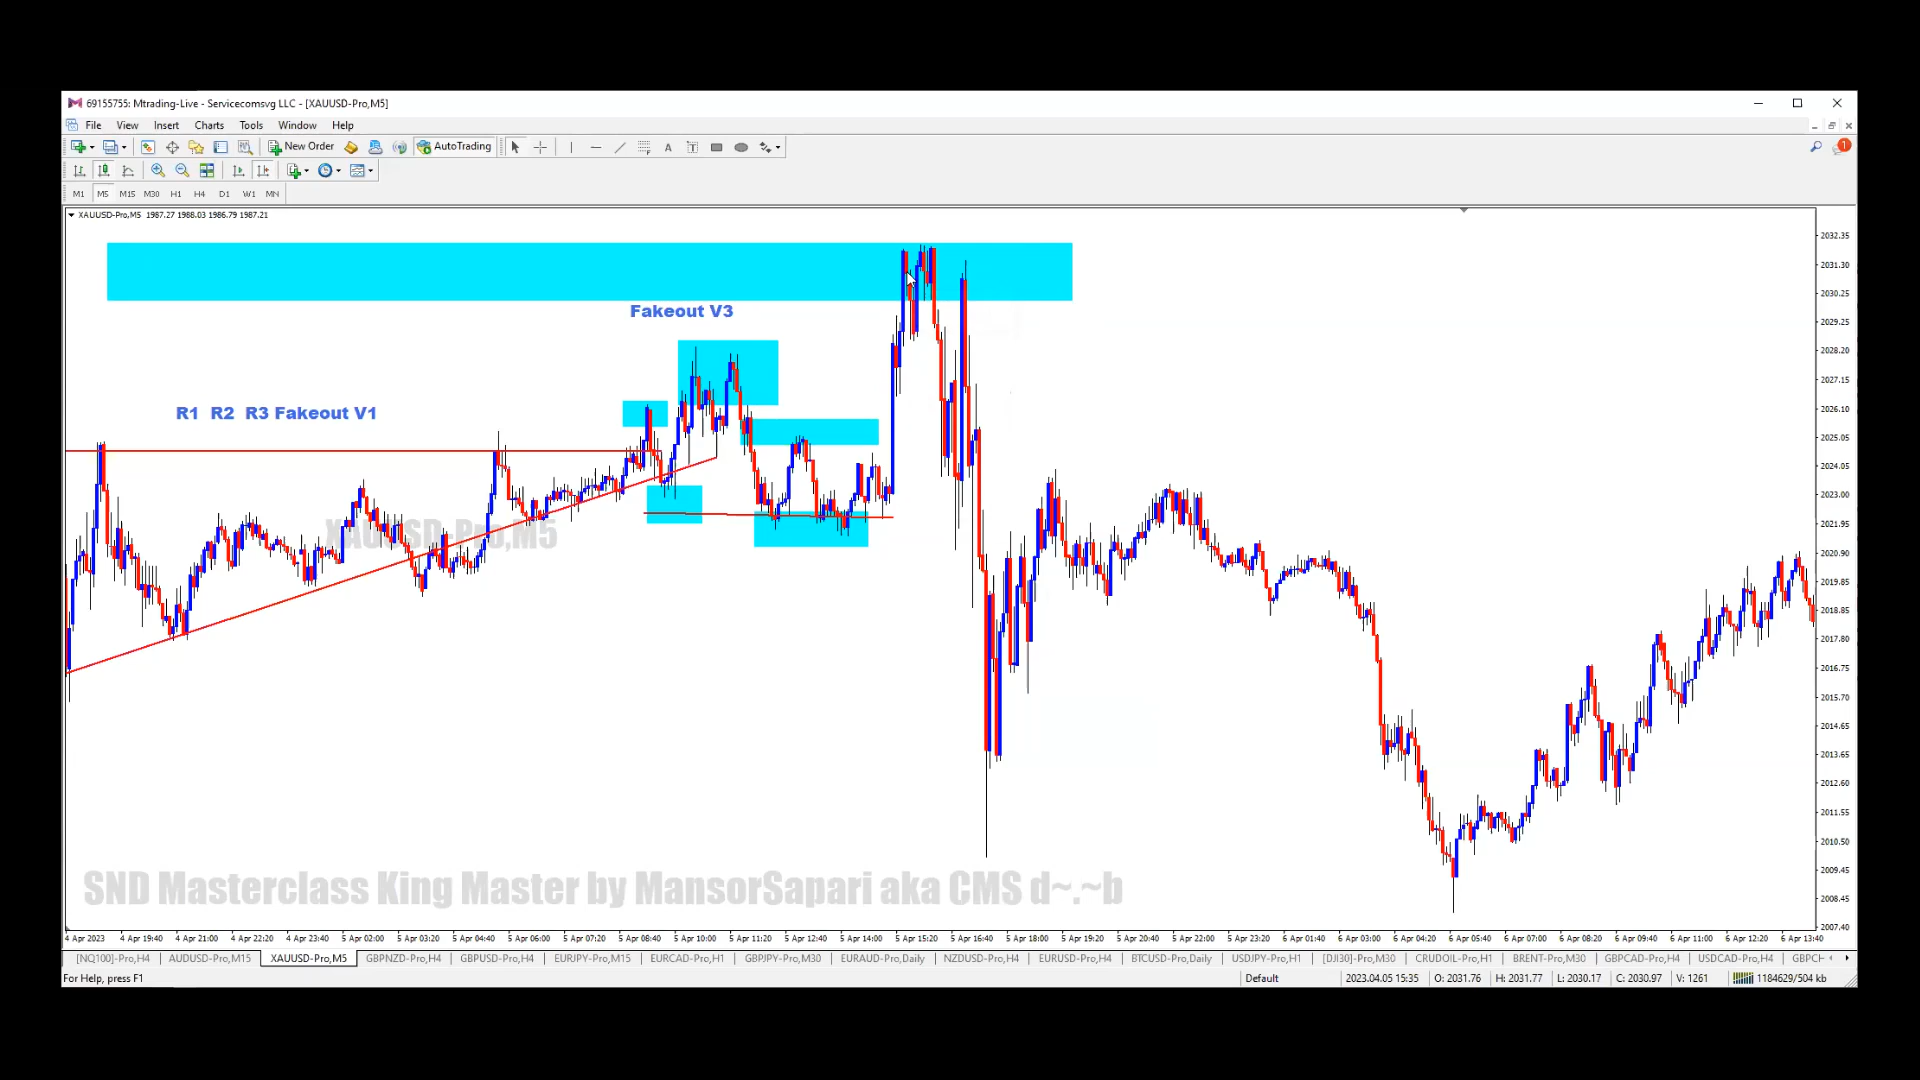 69155755: Mtrading-Live - Servicecomsvg LLC - [XAUUSD-Pro,M5]
File View Insert Charts Tools Window Help
New Order AutoTrading 1
M1 M5 M15 M30 H1 H4 D1 W1 MN
XAUUSD-Pro,M5 1987.27 1988.03 1986.79 1987.21
2032.35
2031.30
2030.25
Fakeout V3
2029.25
2028.20
2027.15
R1 R2 R3 Fakeout V1
2026.10
2025.05
2024.05
2023.00
2021.95
XAUUSD-Pro,M5
2020.90
2019.85
2018.85
2017.80
2016.75
2015.70
2014.65
2013.65
2012.60
2011.55
2010.50
2009.45
SND Masterclass King Master by MansorSapari aka CMS d~.~b
2008.45
2007.40
4 Apr 2023 4 Apr 19:40 4 Apr 21:00 4 Apr 22:20 4 Apr 23:40 5 Apr 02:00 5 Apr 03:20 5 Apr 04:40 5 Apr 06:00 5 Apr 07:20 5 Apr 08:40 5 Apr 10:00 5 Apr 11:20 5 Apr 12:40 5 Apr 14:00 5 Apr 15:20 5 Apr 16:40 5 Apr 18:00 5 Apr 19:20 5 Apr 20:40 5 Apr 22:00 5 Apr 23:20 6 Apr 01:40 6 Apr 03:00 6 Apr 04:20 6 Apr 05:40 6 Apr 07:00 6 Apr 08:20 6 Apr 09:40 6 Apr 11:00 6 Apr 12:20 6 Apr 13:40
[NQ100]-Pro,H4 AUDUSD-Pro,M15 XAUUSD-Pro,M5 GBPNZD-Pro,H4 GBPUSD-Pro,H4 EURJPY-Pro,M15 EURCAD-Pro,H1 GBPJPY-Pro,M30 EURAUD-Pro,Daily NZDUSD-Pro,H4 EURUSD-Pro,H4 BTCUSD-Pro,Daily USDJPY-Pro,H1 [DJI30]-Pro,M30 CRUDOIL-Pro,H1 BRENT-Pro,M30 GBPCAD-Pro,H4 USDCAD-Pro,H4 GBPCH
For Help, press F1 Default 2023.04.05 15:35 O: 2031.76 H: 2031.77 L: 2030.17 C: 2030.97 V: 1261 1184629/504 kb